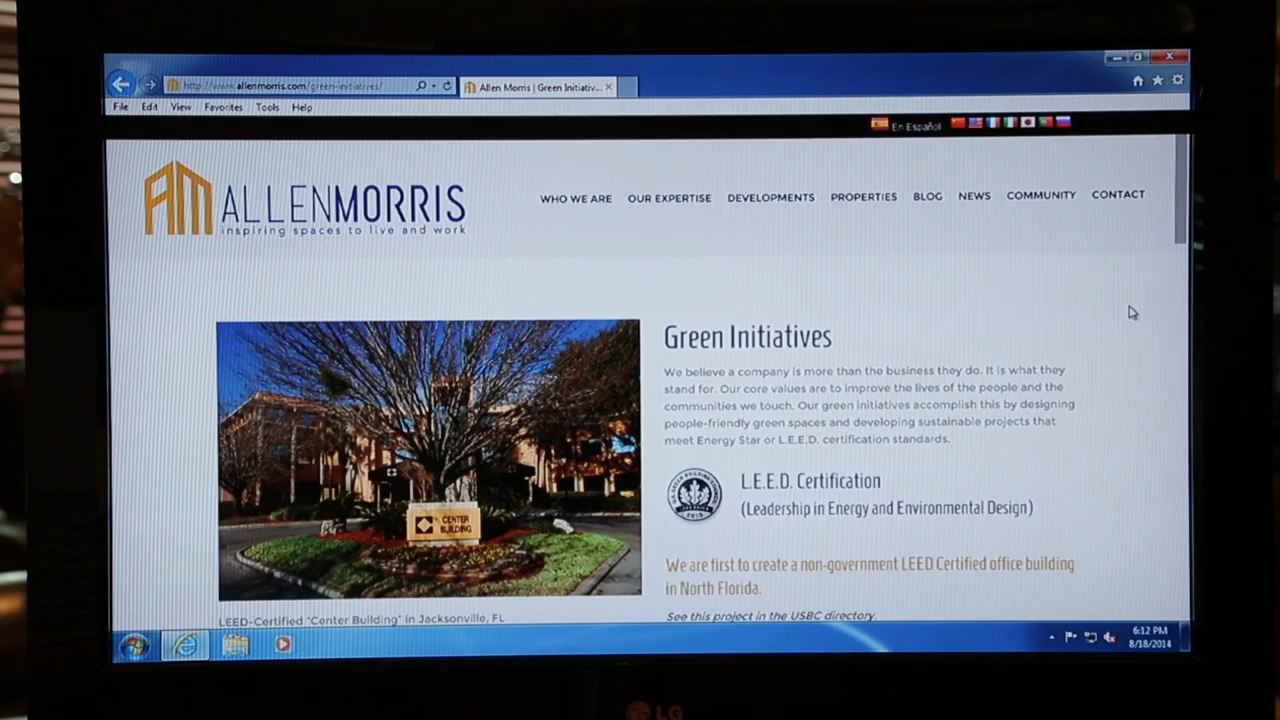 http://www.allenmorris.com/green-initiatives/
Allen Morris | Green Initiativ...
File Edit View Favorites Tools Help
En Español
AM ALLENMORRIS
inspiring spaces to live and work
WHO WE ARE OUR EXPERTISE DEVELOPMENTS PROPERTIES BLOG NEWS COMMUNITY CONTACT
Green Initiatives
We believe a company is more than the business they do. It is what they
stand for. Our core values are to improve the lives of the people and the
communities we touch. Our green initiatives accomplish this by designing
people-friendly green spaces and developing sustainable projects that
meet Energy Star or L.E.E.D. certification standards.
L.E.E.D. Certification
(Leadership in Energy and Environmental Design)
We are first to create a non-government LEED Certified office building
in North Florida.
See this project in the USBC directory.
CENTER
BUILDING
LEED-Certified "Center Building" in Jacksonville, FL
6:12 PM
8/18/2014
LG